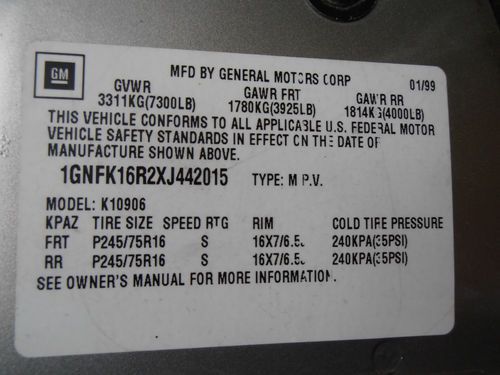 GM
MFD BY GENERAL MOTORS CORP 01/99
GVWR GAWR FRT GAWR RR
3311KG(7300LB) 1780KG(3925LB) 1814KG(4000LB)
THIS VEHICLE CONFORMS TO ALL APPLICABLE U.S. FEDERAL MOTOR
VEHICLE SAFETY STANDARDS IN EFFECT ON THE DATE OF
MANUFACTURE SHOWN ABOVE.
1GNFK16R2XJ442015 TYPE: M.P.V.
MODEL: K10906
KPAZ TIRE SIZE SPEED RTG RIM COLD TIRE PRESSURE
FRT P245/75R16 S 16X7/6.5J 240KPA(35PSI)
RR P245/75R16 S 16X7/6.5J 240KPA(35PSI)
SEE OWNER'S MANUAL FOR MORE INFORMATION.